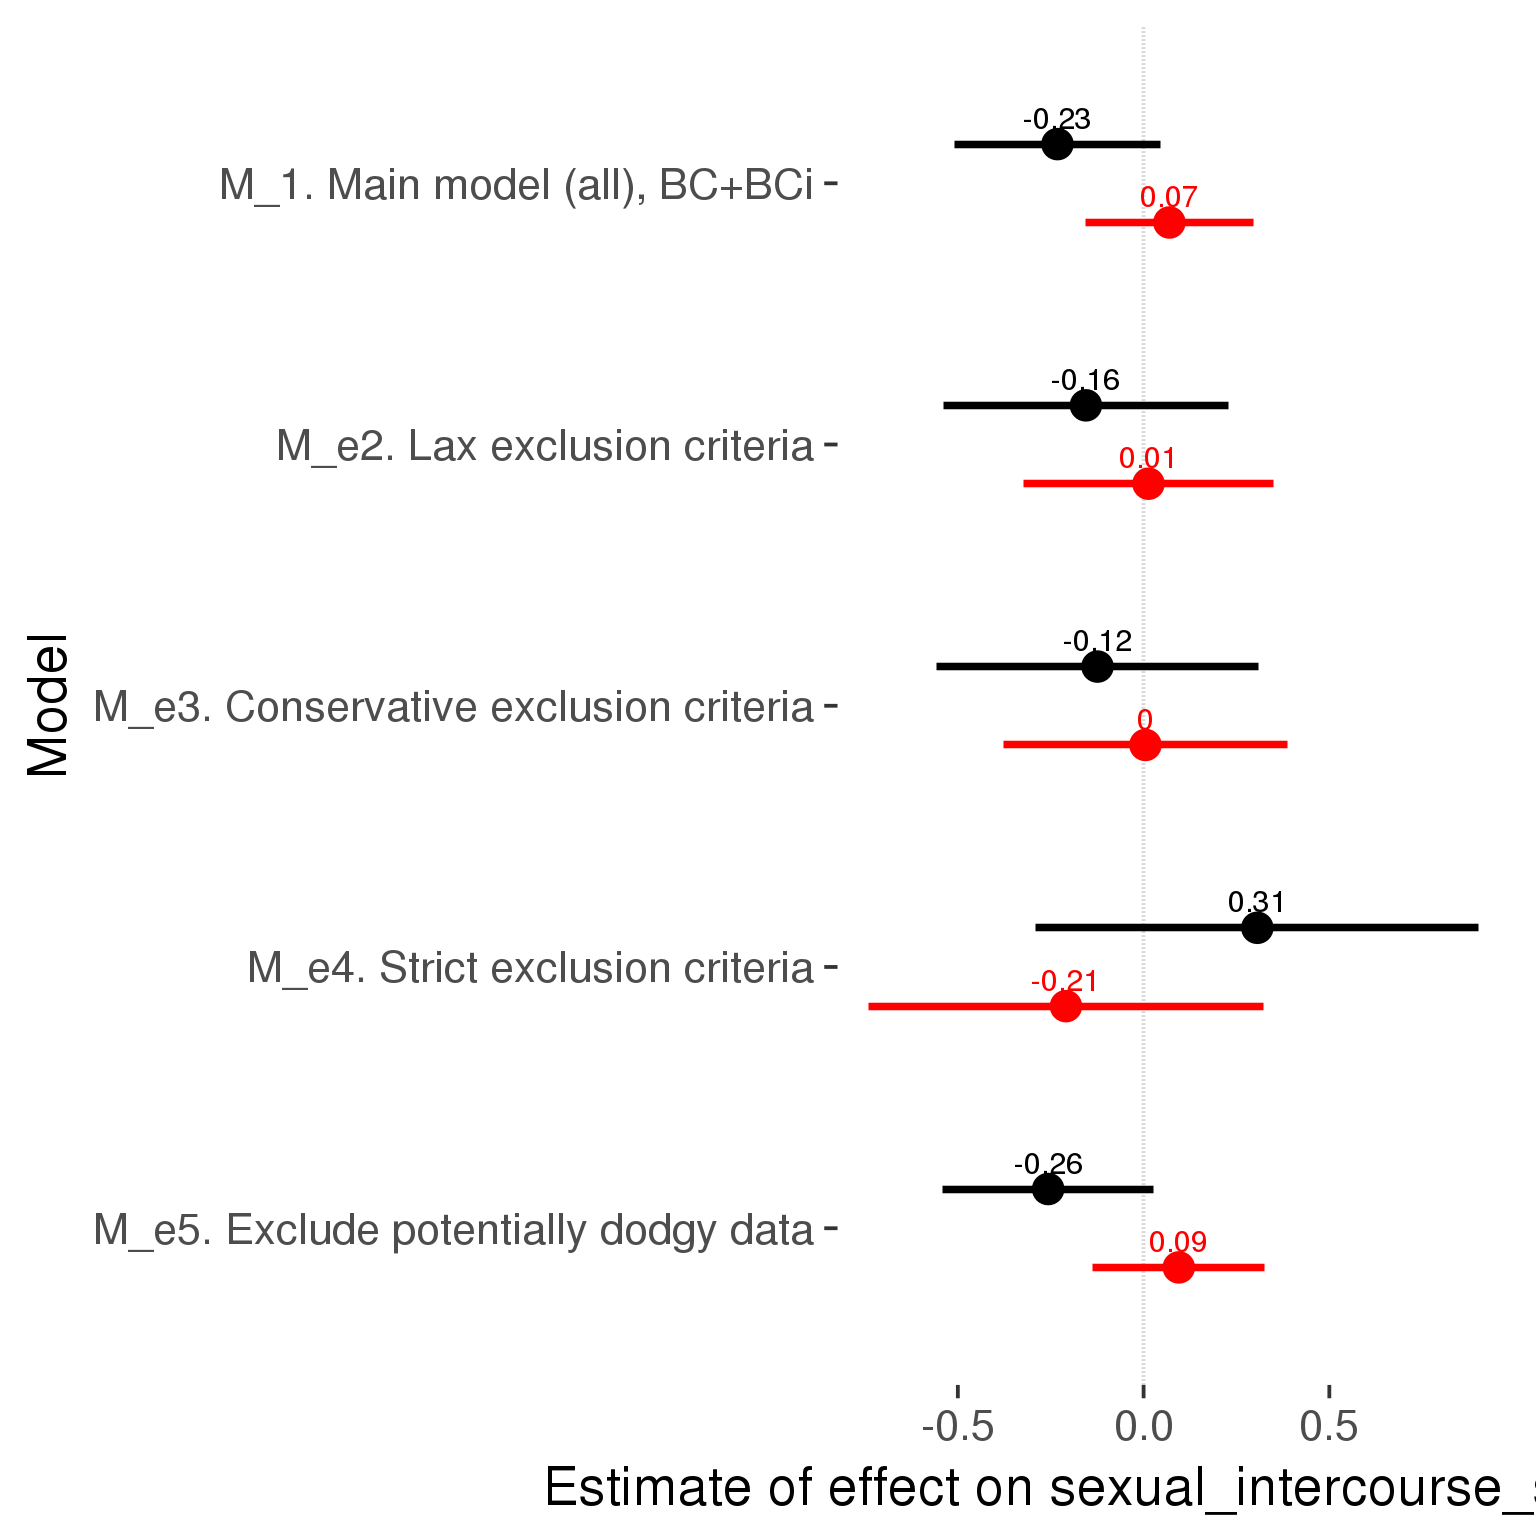 -0.23
M_1. Main model (all), BC+BCi
0.07
-0.16
M_e2. Lax exclusion criteria
0.01
-0.12
M_e3. Conservative exclusion criteria
0
Model
0.31
M_e4. Strict exclusion criteria
-0.21
-0.26
M_e5. Exclude potentially dodgy data
0.09
-0.5 0.0 0.5
Estimate of effect on sexual_intercourse_